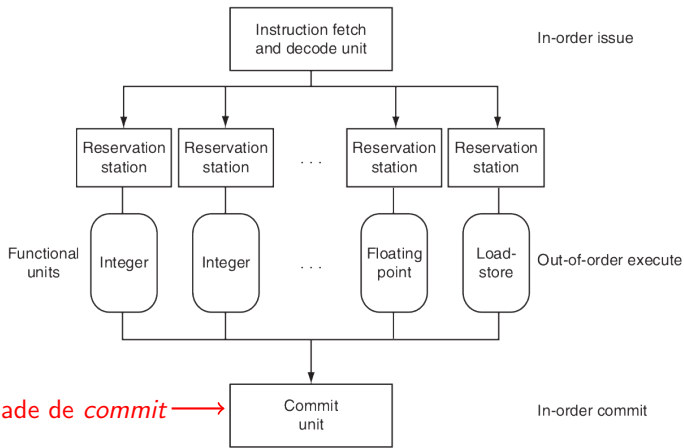 Instruction fetch
and decode unit
In-order issue
Reservation
station
Reservation
station
. . .
Reservation
station
Reservation
station
Functional
units
Integer
Integer
. . .
Floating
point
Load-
store
Out-of-order execute
ade de commit
Commit
unit
In-order commit